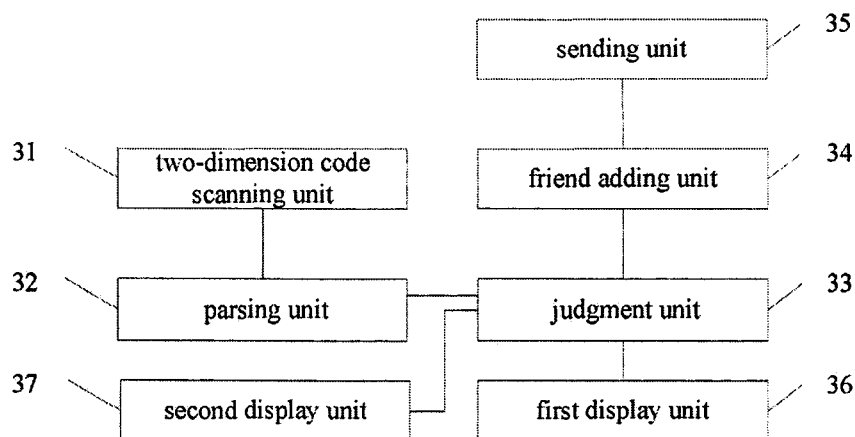 35
sending unit
31
two-dimension code
scanning unit
friend adding unit
34
32
parsing unit
judgment unit
33
37
second display unit
first display unit
36